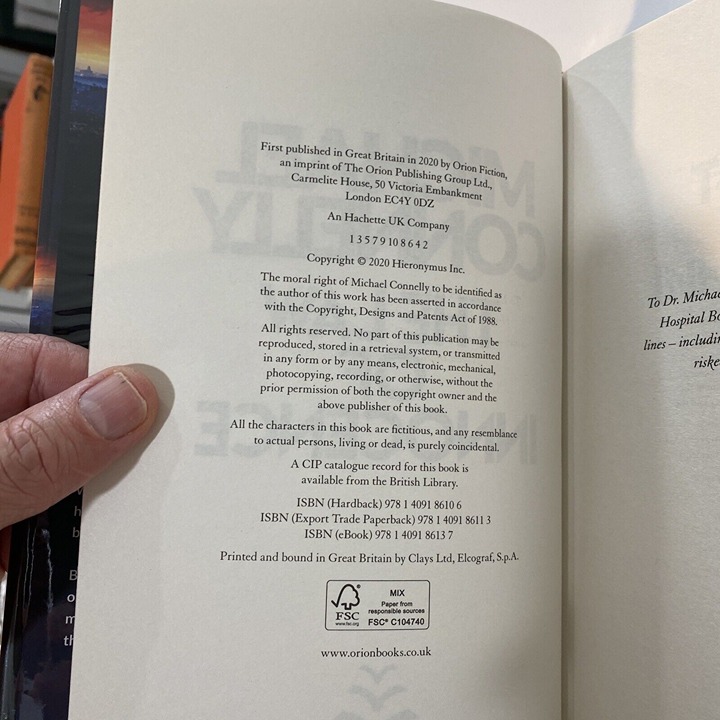 First published in Great Britain in 2020 by Orion Fiction,
an imprint of The Orion Publishing Group Ltd.,
Carmelite House, 50 Victoria Embankment
London EC4Y 0DZ
An Hachette UK Company
1 3 5 7 9 10 8 6 4 2
Copyright © 2020 Hieronymus Inc.
The moral right of Michael Connelly to be identified as
the author of this work has been asserted in accordance
with the Copyright, Designs and Patents Act of 1988.
All rights reserved. No part of this publication may be
reproduced, stored in a retrieval system, or transmitted
in any form or by any means, electronic, mechanical,
photocopying, recording, or otherwise, without the
prior permission of both the copyright owner and the
above publisher of this book.
All the characters in this book are fictitious, and any resemblance
to actual persons, living or dead, is purely coincidental.
A CIP catalogue record for this book is
available from the British Library.
ISBN (Hardback) 978 1 4091 8610 6
ISBN (Export Trade Paperback) 978 1 4091 8611 3
ISBN (eBook) 978 1 4091 8613 7
Printed and bound in Great Britain by Clays Ltd, Elcograf, S.p.A.
FSC
www.fsc.org
MIX
Paper from
responsible sources
FSC® C104740
www.orionbooks.co.uk
To Dr. Michae
Hospital Bo
lines – includin
riske